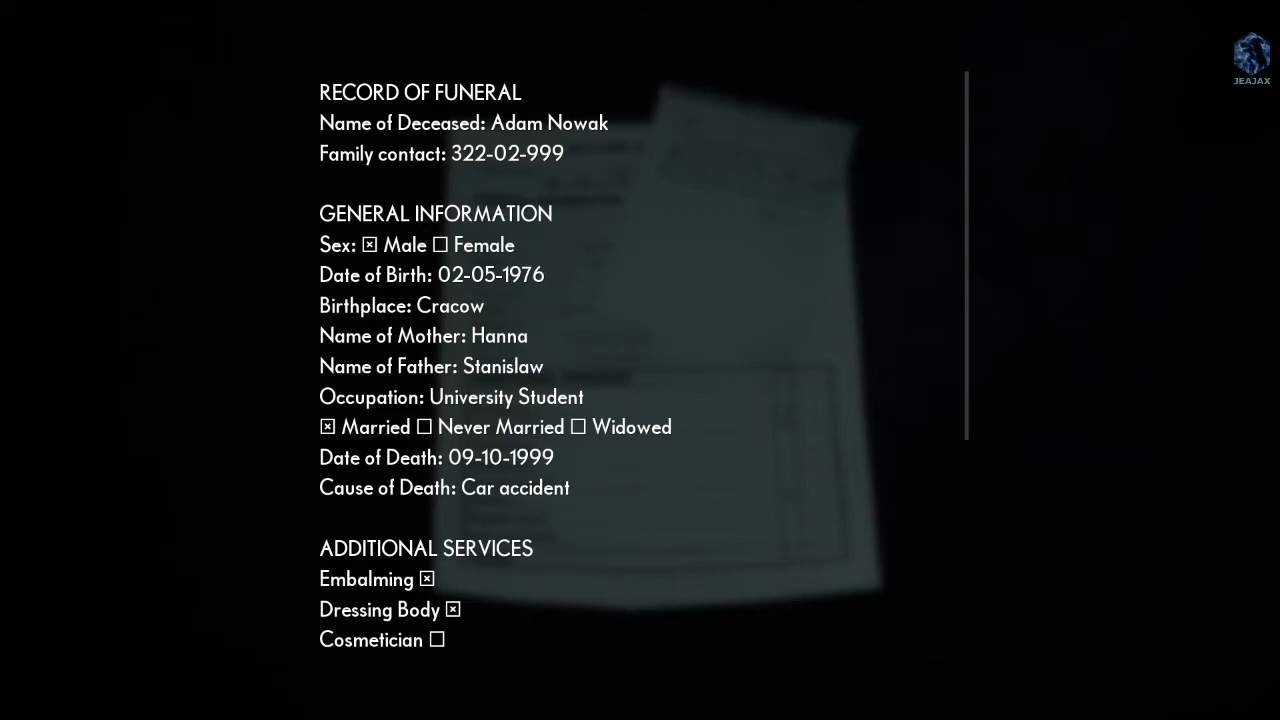 RECORD OF FUNERAL
Name of Deceased: Adam Nowak
Family contact: 322-02-999
GENERAL INFORMATION
Sex: ☒ Male ☐ Female
Date of Birth: 02-05-1976
Birthplace: Cracow
Name of Mother: Hanna
Name of Father: Stanislaw
Occupation: University Student
☒ Married ☐ Never Married ☐ Widowed
Date of Death: 09-10-1999
Cause of Death: Car accident
ADDITIONAL SERVICES
Embalming ☒
Dressing Body ☒
Cosmetician ☐
JEAJAX